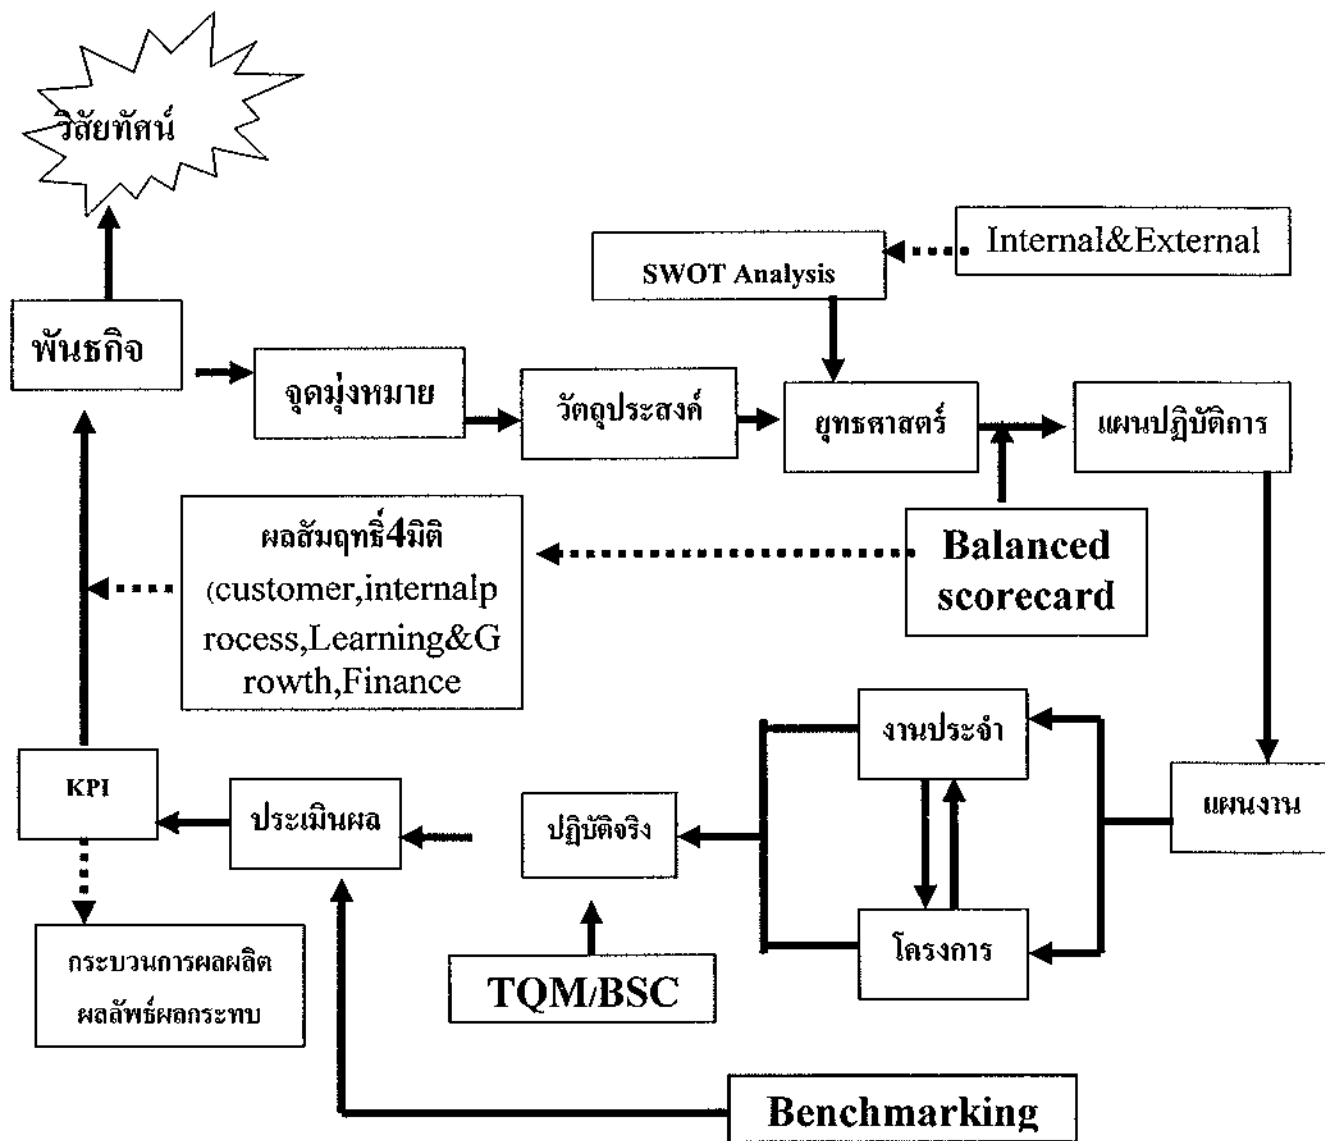 วิสัยทัศน์
Internal&External
SWOT Analysis
พันธกิจ
จุดมุ่งหมาย
วัตถุประสงค์
ยุทธศาสตร์
แผนปฏิบัติการ
ผลสัมฤทธิ์4มิติ
(customer,internalp
rocess,Learning&G
rowth,Finance
Balanced
scorecard
งานประจำ
KPI
ประเมินผล
ปฏิบัติจริง
แผนงาน
โครงการ
กระบวนการผลผลิต
ผลลัพธ์ผลกระทบ
TQM/BSC
Benchmarking